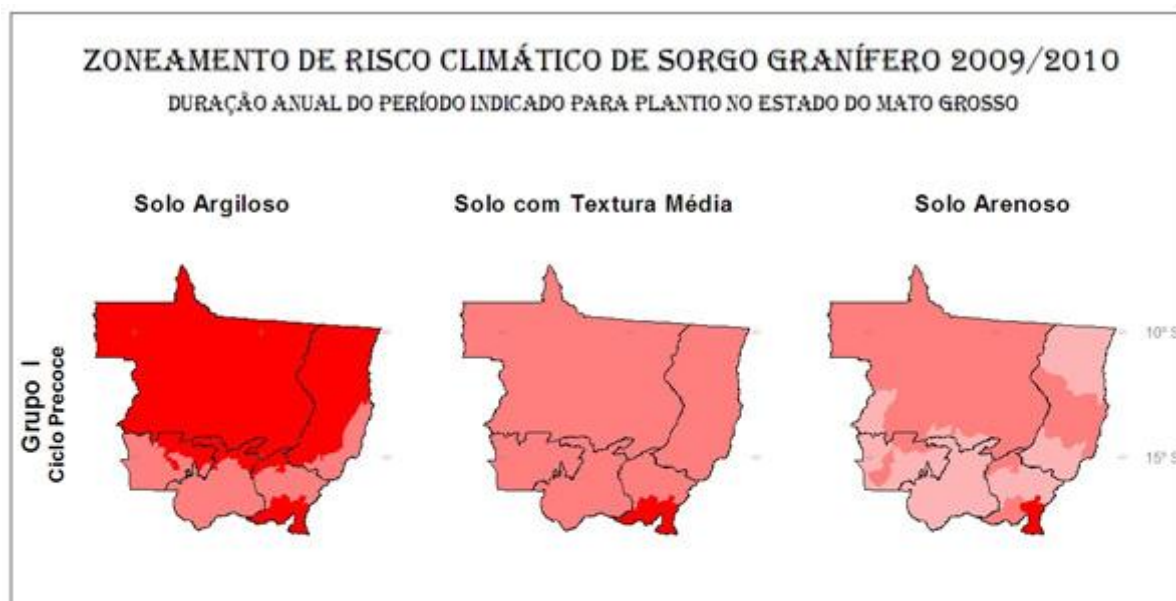 ZONEAMENTO DE RISCO CLIMÁTICO DE SORGO GRANÍFERO 2009/2010
DURAÇÃO ANUAL DO PERÍODO INDICADO PARA PLANTIO NO ESTADO DO MATO GROSSO
Solo Argiloso
Solo com Textura Média
Solo Arenoso
Grupo I
Ciclo Precoce
10° S
15° S